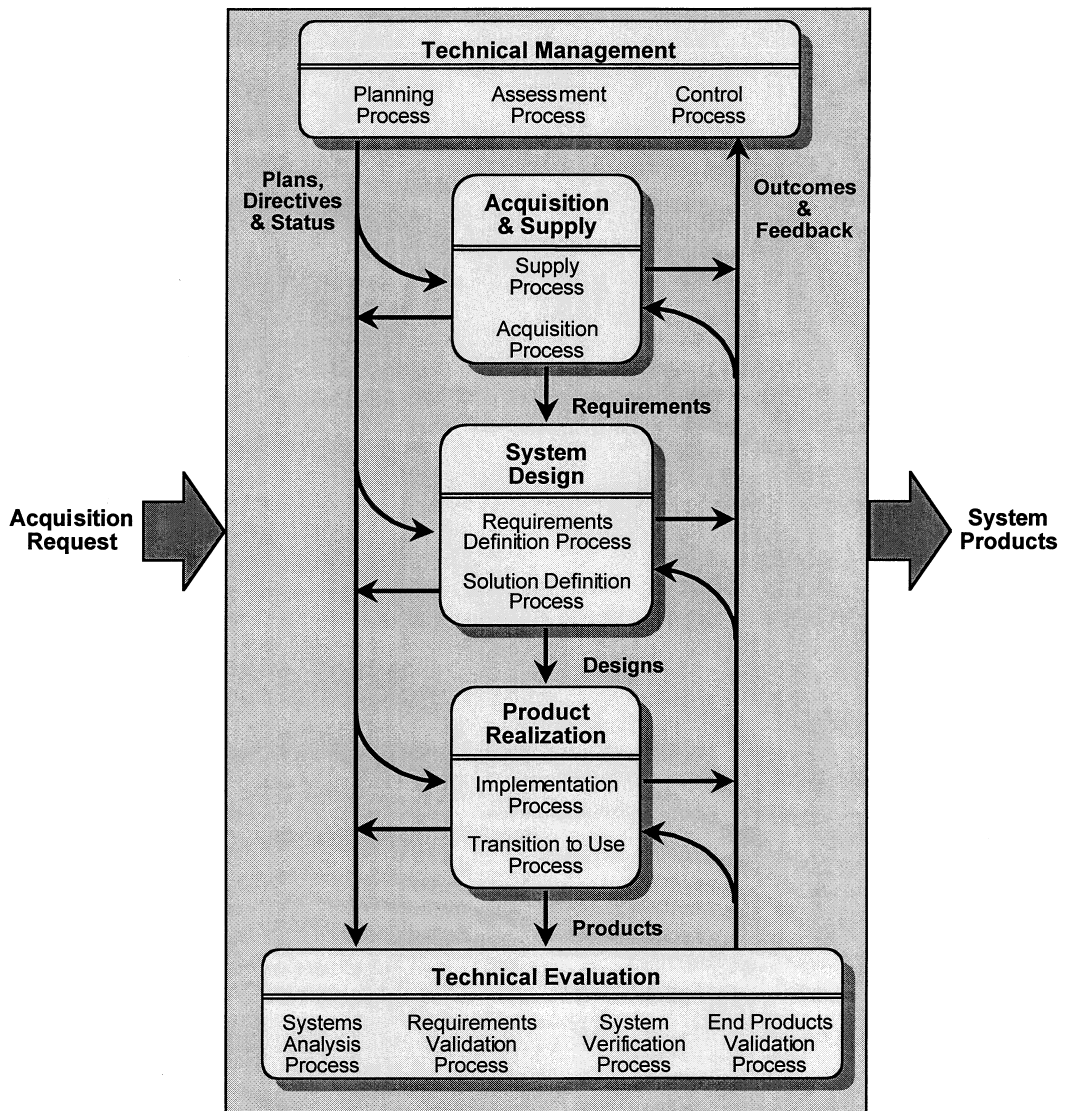 Technical Management
Planning
Process
Assessment
Process
Control
Process
Plans,
Directives
& Status
Outcomes
&
Feedback
Acquisition
& Supply
Supply
Process
Acquisition
Process
Requirements
System
Design
Requirements
Definition Process
Solution Definition
Process
Acquisition
Request
System
Products
Designs
Product
Realization
Implementation
Process
Transition to Use
Process
Products
Technical Evaluation
Systems
Analysis
Process
Requirements
Validation
Process
System
Verification
Process
End Products
Validation
Process